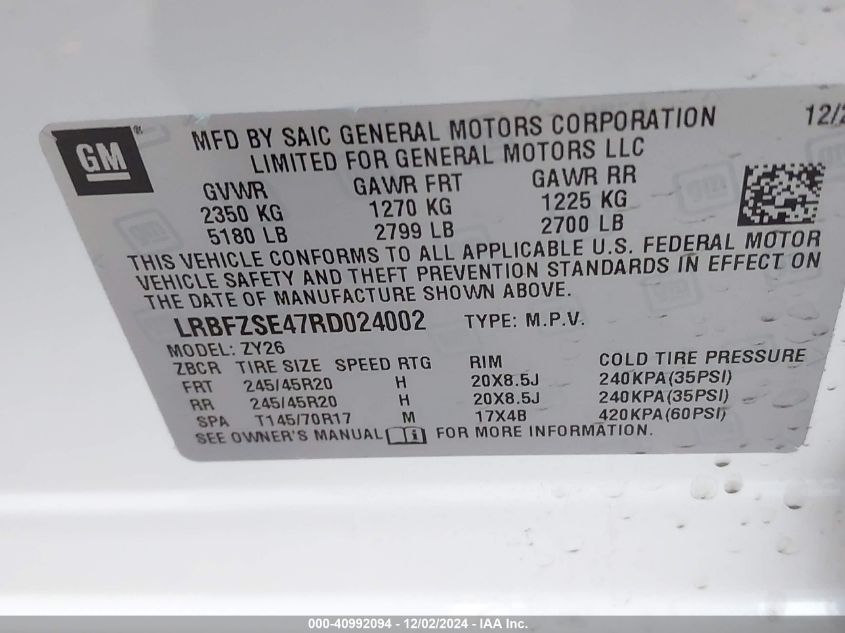 GM
MFD BY SAIC GENERAL MOTORS CORPORATION 12/2
LIMITED FOR GENERAL MOTORS LLC
GVWR GAWR FRT GAWR RR
2350 KG 1270 KG 1225 KG
5180 LB 2799 LB 2700 LB
THIS VEHICLE CONFORMS TO ALL APPLICABLE U.S. FEDERAL MOTOR
VEHICLE SAFETY AND THEFT PREVENTION STANDARDS IN EFFECT ON
THE DATE OF MANUFACTURE SHOWN ABOVE.
LRBFZSE47RD024002 TYPE: M.P.V.
MODEL: ZY26
ZBCR TIRE SIZE SPEED RTG RIM COLD TIRE PRESSURE
FRT 245/45R20 H 20X8.5J 240KPA(35PSI)
RR 245/45R20 H 20X8.5J 240KPA(35PSI)
SPA T145/70R17 M 17X4B 420KPA(60PSI)
SEE OWNER'S MANUAL FOR MORE INFORMATION.
000-40992094 - 12/02/2024 - IAA Inc.